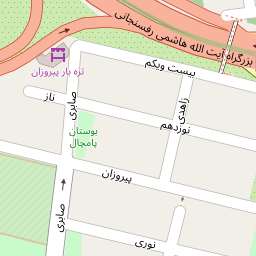 بزرگراه آیت الله هاشمی رفسنجانی
بیست ویکم
تره بار پیروزان
ناز
صابری
زاهدی
نوزدهم
بوستان
پامچال
پیروزان
صابری
نوری